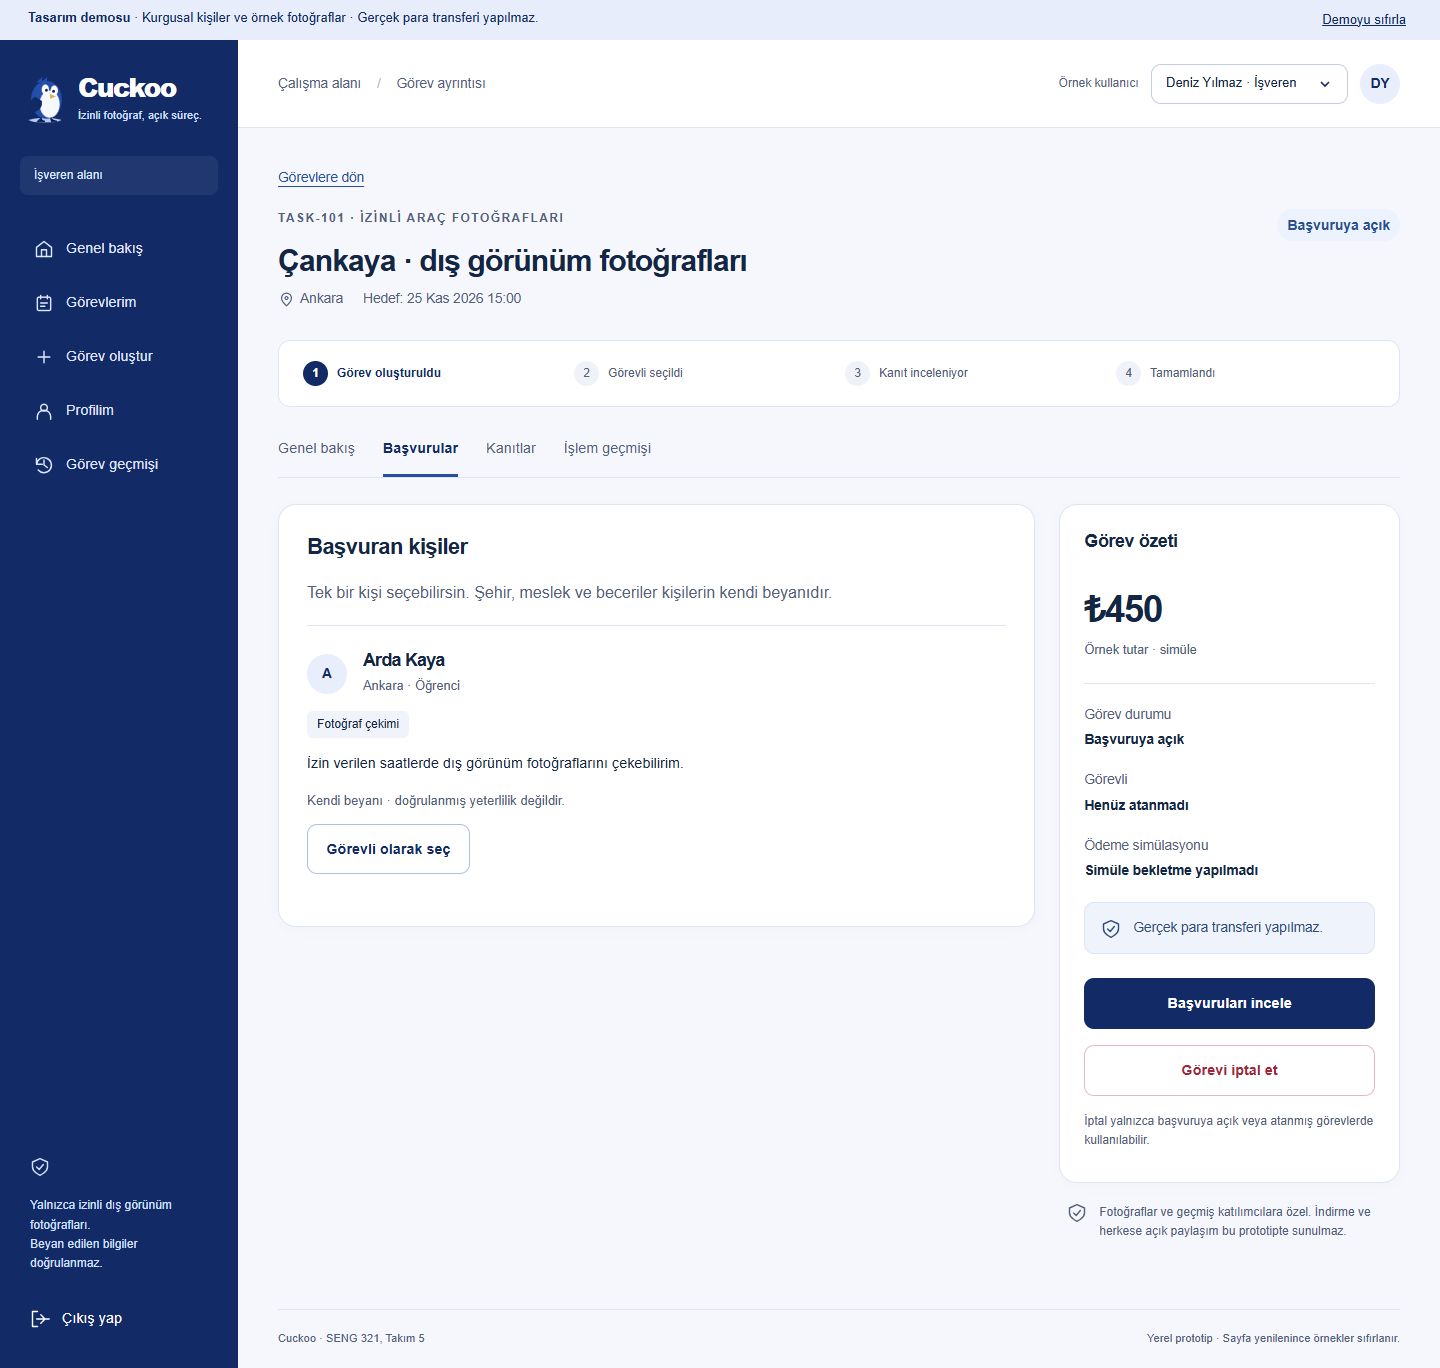 Tasarım demosu · Kurgusal kişiler ve örnek fotoğraflar · Gerçek para transferi yapılmaz.
Demoyu sıfırla
Cuckoo
İzinli fotoğraf, açık süreç.
İşveren alanı
Genel bakış
Görevlerim
Görev oluştur
Profilim
Görev geçmişi
Yalnızca izinli dış görünüm
fotoğrafları.
Beyan edilen bilgiler
doğrulanmaz.
Çıkış yap
Çalışma alanı / Görev ayrıntısı
Örnek kullanıcı
Deniz Yılmaz · İşveren
DY
Görevlere dön
TASK-101 · İZİNLİ ARAÇ FOTOĞRAFLARI
Başvuruya açık
Çankaya · dış görünüm fotoğrafları
Ankara Hedef: 25 Kas 2026 15:00
1 Görev oluşturuldu
2 Görevli seçildi
3 Kanıt inceleniyor
4 Tamamlandı
Genel bakış Başvurular Kanıtlar İşlem geçmişi
Başvuran kişiler
Tek bir kişi seçebilirsin. Şehir, meslek ve beceriler kişilerin kendi beyanıdır.
A
Arda Kaya
Ankara · Öğrenci
Fotoğraf çekimi
İzin verilen saatlerde dış görünüm fotoğraflarını çekebilirim.
Kendi beyanı · doğrulanmış yeterlilik değildir.
Görevli olarak seç
Görev özeti
₺450
Örnek tutar · simüle
Görev durumu
Başvuruya açık
Görevli
Henüz atanmadı
Ödeme simülasyonu
Simüle bekletme yapılmadı
Gerçek para transferi yapılmaz.
Başvuruları incele
Görevi iptal et
İptal yalnızca başvuruya açık veya atanmış görevlerde
kullanılabilir.
Fotoğraflar ve geçmiş katılımcılara özel. İndirme ve
herkese açık paylaşım bu prototipte sunulmaz.
Cuckoo · SENG 321, Takım 5
Yerel prototip · Sayfa yenilenince örnekler sıfırlanır.